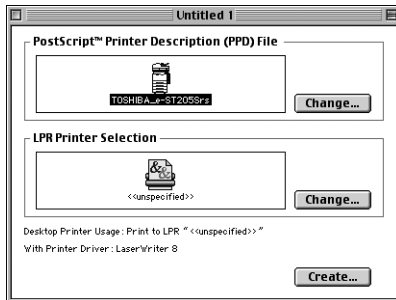 Untitled 1
PostScript™ Printer Description (PPD) File
TOSHIBA_e-ST205Srs
Change...
LPR Printer Selection
&&
<<unspecified>>
Change...
Desktop Printer Usage: Print to LPR "<<unspecified>>"
With Printer Driver: LaserWriter 8
Create...